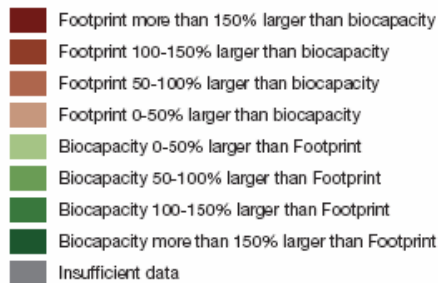 Footprint more than 150% larger than biocapacity
Footprint 100-150% larger than biocapacity
Footprint 50-100% larger than biocapacity
Footprint 0-50% larger than biocapacity
Biocapacity 0-50% larger than Footprint
Biocapacity 50-100% larger than Footprint
Biocapacity 100-150% larger than Footprint
Biocapacity more than 150% larger than Footprint
Insufficient data